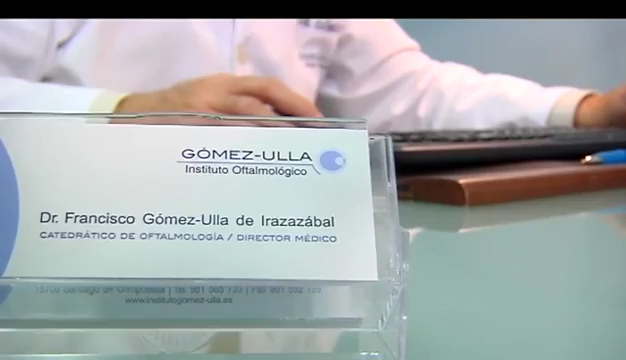 GÓMEZ-ULLA
Instituto Oftalmológico
Dr. Francisco Gómez-Ulla de Irazazábal
CATEDRÁTICO DE OFTALMOLOGÍA / DIRECTOR MÉDICO
www.institutogomez-ulla.es